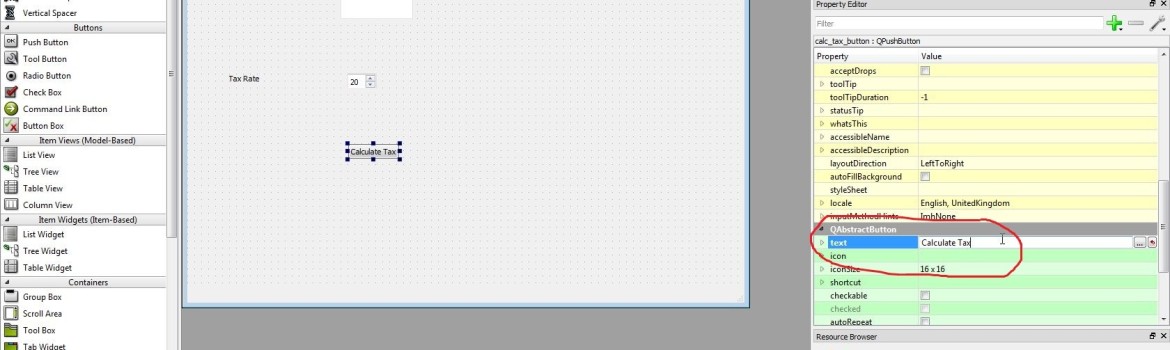 Vertical Spacer
Buttons
Push Button
Tool Button
Radio Button
Check Box
Command Link Button
Button Box
Item Views (Model-Based)
List View
Tree View
Table View
Column View
Item Widgets (Item-Based)
List Widget
Tree Widget
Table Widget
Containers
Group Box
Scroll Area
Tool Box
Tab Widget
Tax Rate 20
Calculate Tax
Property Editor
Filter
calc_tax_button : QPushButton
Property Value
acceptDrops
toolTip
toolTipDuration -1
statusTip
whatsThis
accessibleName
accessibleDescription
layoutDirection LeftToRight
autoFillBackground
styleSheet
locale English, UnitedKingdom
inputMethodHints ImhNone
QAbstractButton
text Calculate Tax ...
icon
iconSize 16 x 16
shortcut
checkable
checked
autoRepeat
Resource Browser